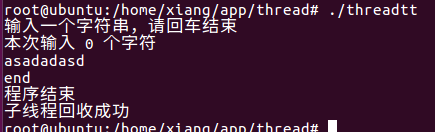 root@ubuntu:/home/xiang/app/thread# ./threadtt
输入一个字符串，请回车结束
本次输入 0 个字符
asadadasd
end
程序结束
子线程回收成功
root@ubuntu:/home/xiang/app/thread#